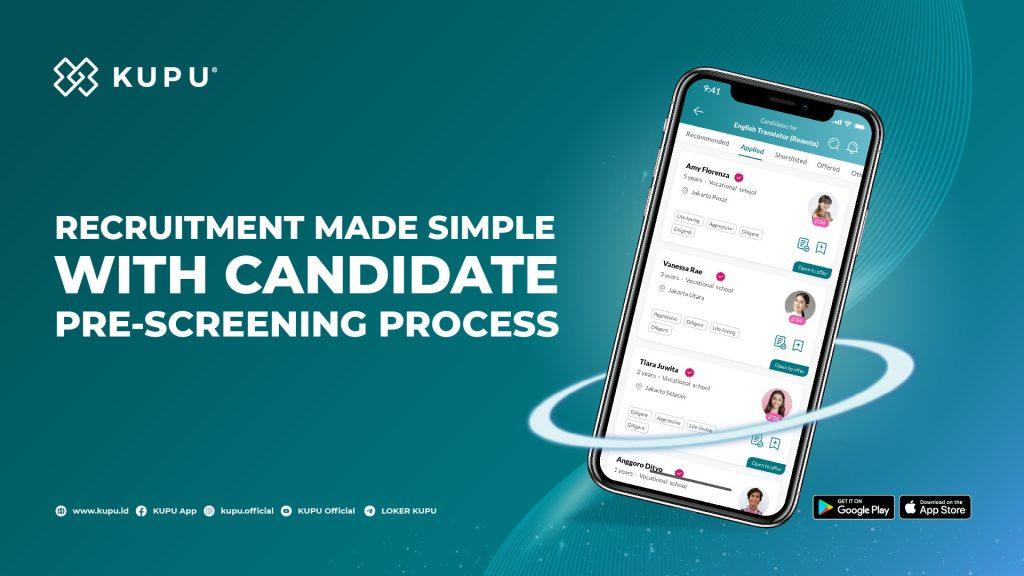 KUPU®
RECRUITMENT MADE SIMPLE
WITH CANDIDATE
PRE-SCREENING PROCESS
www.kupu.id
KUPU App
kupu.official
KUPU Official
LOKER KUPU
9:41
Candidates for
English Translator (Remote)
Recommended Applied Shortlisted Offered
Amy Florenza
5 years - Vocational school
Jakarta Pusat
Life-loving Aggressive Diligent
Diligent
Open to offer
Vanessa Rae
3 years - Vocational school
Jakarta Utara
Aggressive Diligent Life-loving
Diligent
Open to offer
Tiara Juwita
2 years - Vocational school
Jakarta Selatan
Diligent Aggressive Life-loving
Diligent
Open to offer
Anggoro Dityo
1 years - Vocational school
GET IT ON
Google Play
Download on the
App Store